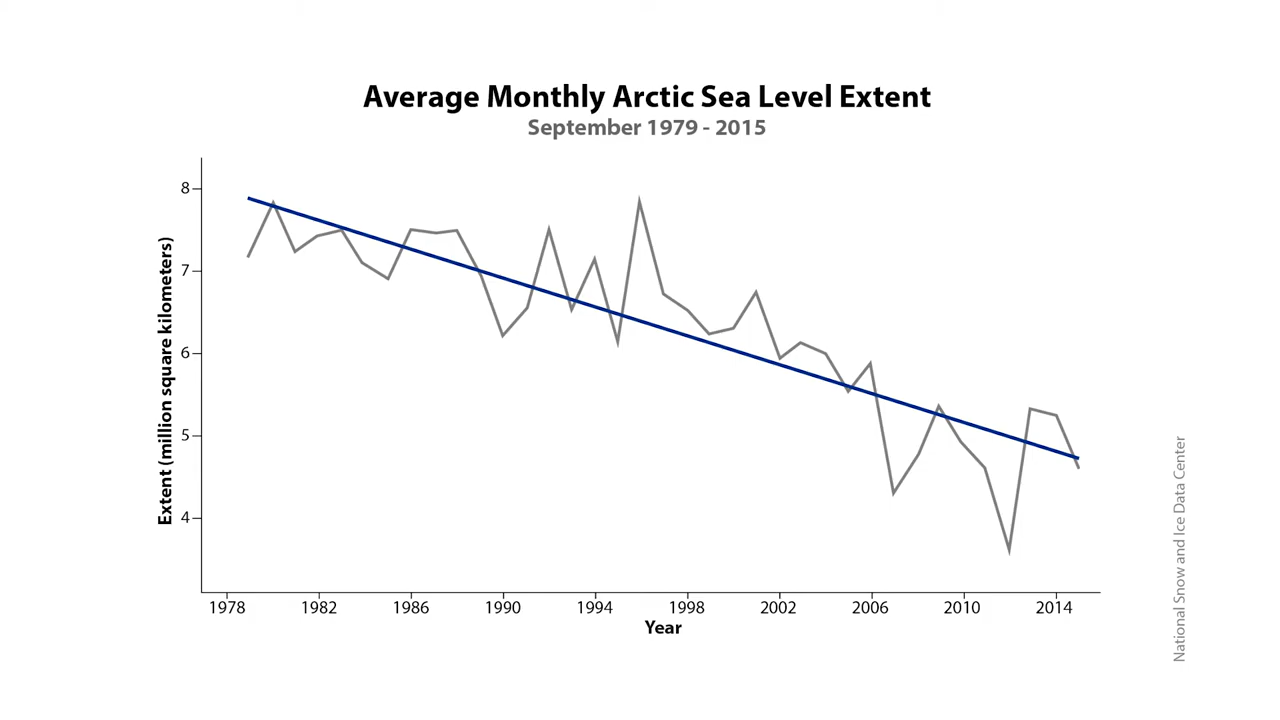 Average Monthly Arctic Sea Level Extent
September 1979 - 2015
Extent (million square kilometers)
8
7
6
5
4
1978 1982 1986 1990 1994 1998 2002 2006 2010 2014
Year
National Snow and Ice Data Center